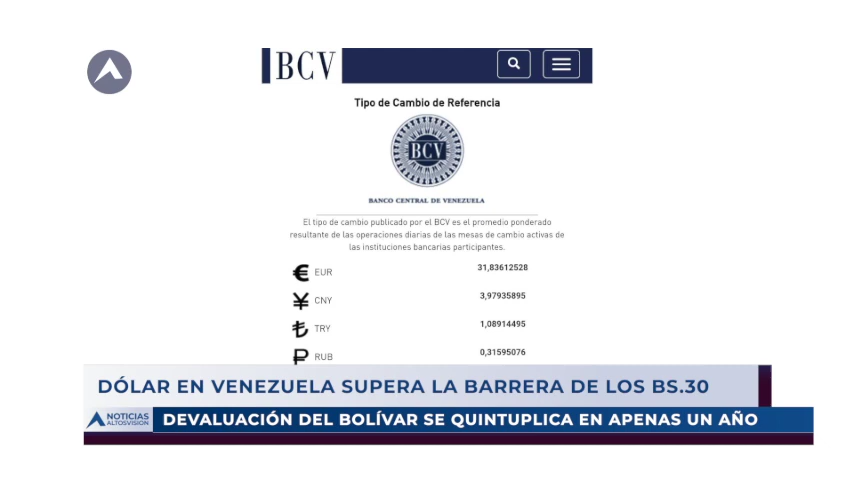 BCV
Tipo de Cambio de Referencia
BCV
BANCO CENTRAL DE VENEZUELA
El tipo de cambio publicado por el BCV es el promedio ponderado
resultante de las operaciones diarias de las mesas de cambio activas de
las instituciones bancarias participantes.
€ EUR 31,83612528
¥ CNY 3,97935895
₺ TRY 1,08914495
₽ RUB 0,31595076
DÓLAR EN VENEZUELA SUPERA LA BARRERA DE LOS BS.30
NOTICIAS
ALTOSVISION
DEVALUACIÓN DEL BOLÍVAR SE QUINTUPLICA EN APENAS UN AÑO